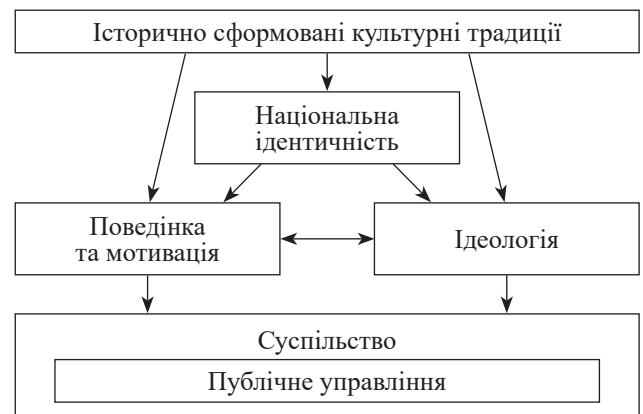 Історично сформовані культурні традиції
Національна
ідентичність
Поведінка
та мотивація
Ідеологія
Суспільство
Публічне управління